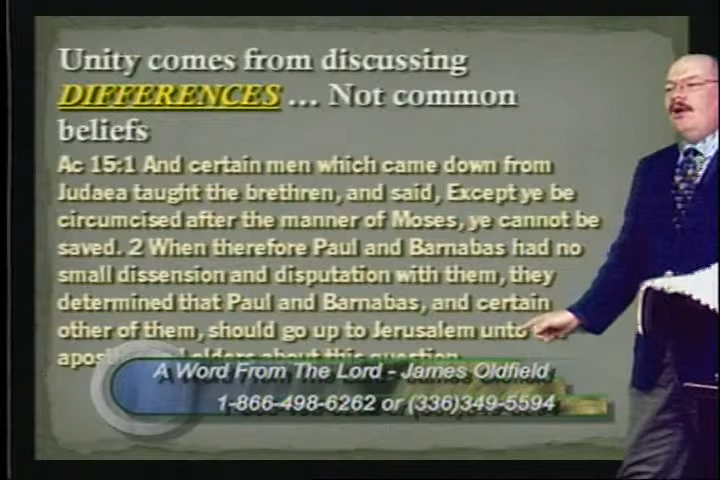 Unity comes from discussing
DIFFERENCES ... Not common
beliefs
Ac 15:1 And certain men which came down from
Judaea taught the brethren, and said, Except ye be
circumcised after the manner of Moses, ye cannot be
saved. 2 When therefore Paul and Barnabas had no
small dissension and disputation with them, they
determined that Paul and Barnabas, and certain
other of them, should go up to Jerusalem unto
elders about this question.
A Word From The Lord - James Oldfield
1-866-498-6262 or (336)349-5594